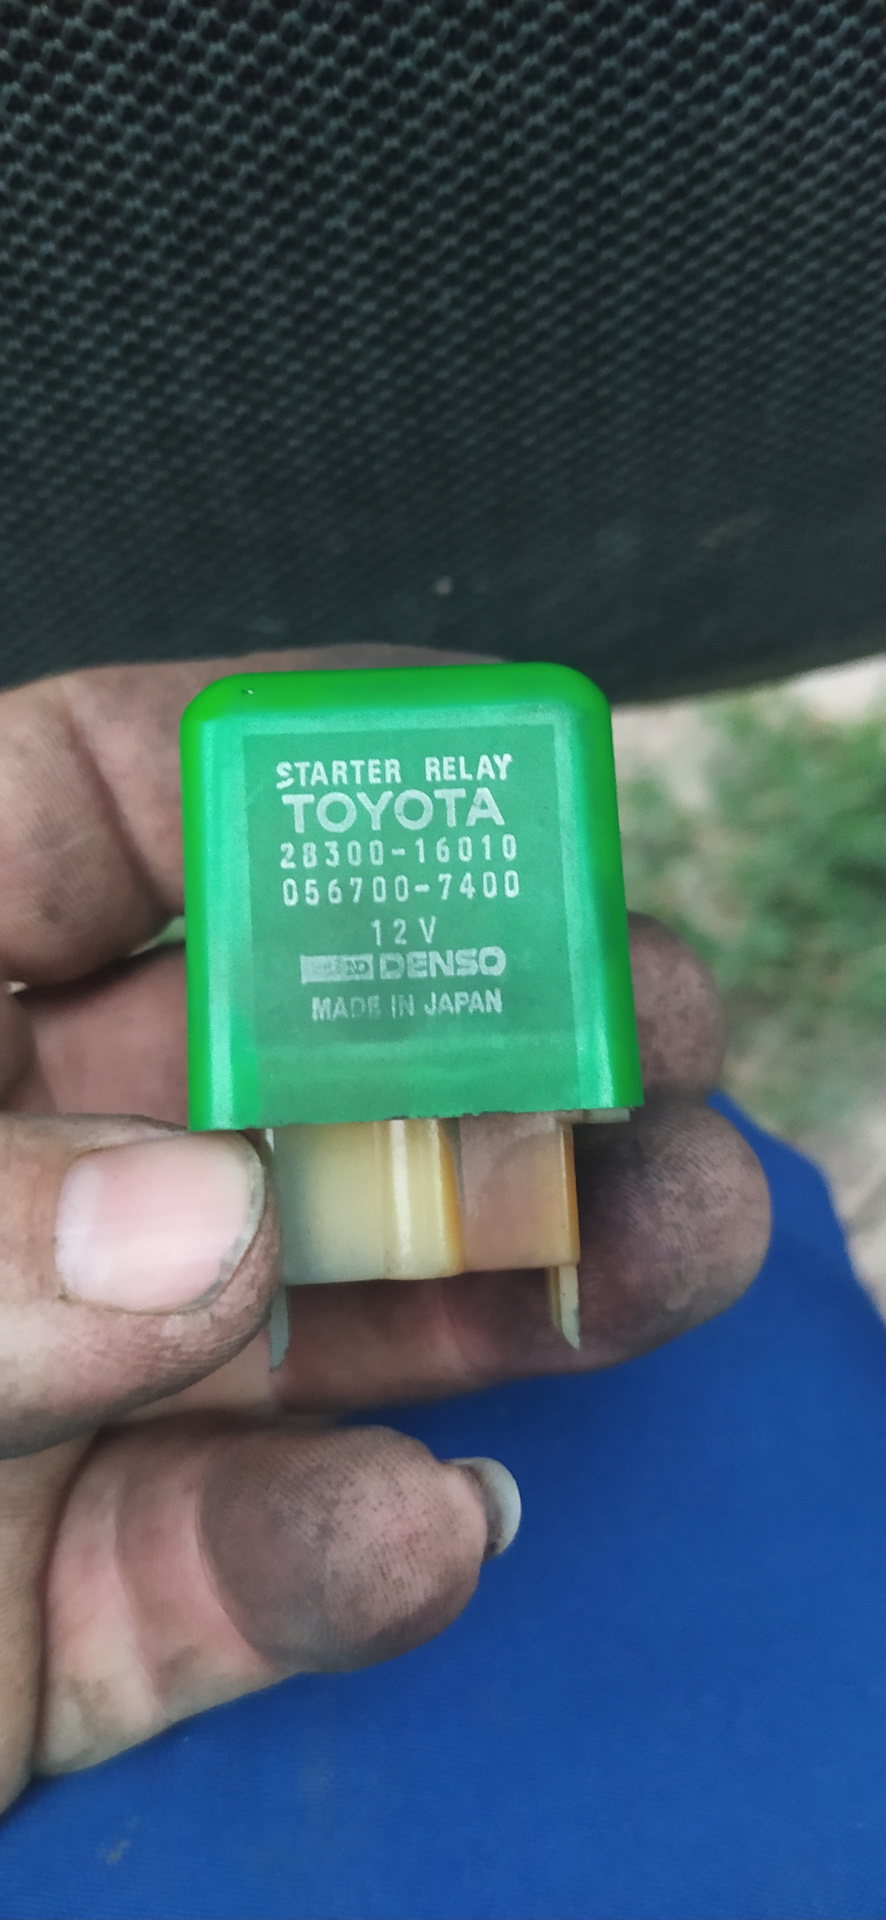 STARTER RELAY
TOYOTA
28300-16010
056700-7400
12V
DENSO
MADE IN JAPAN